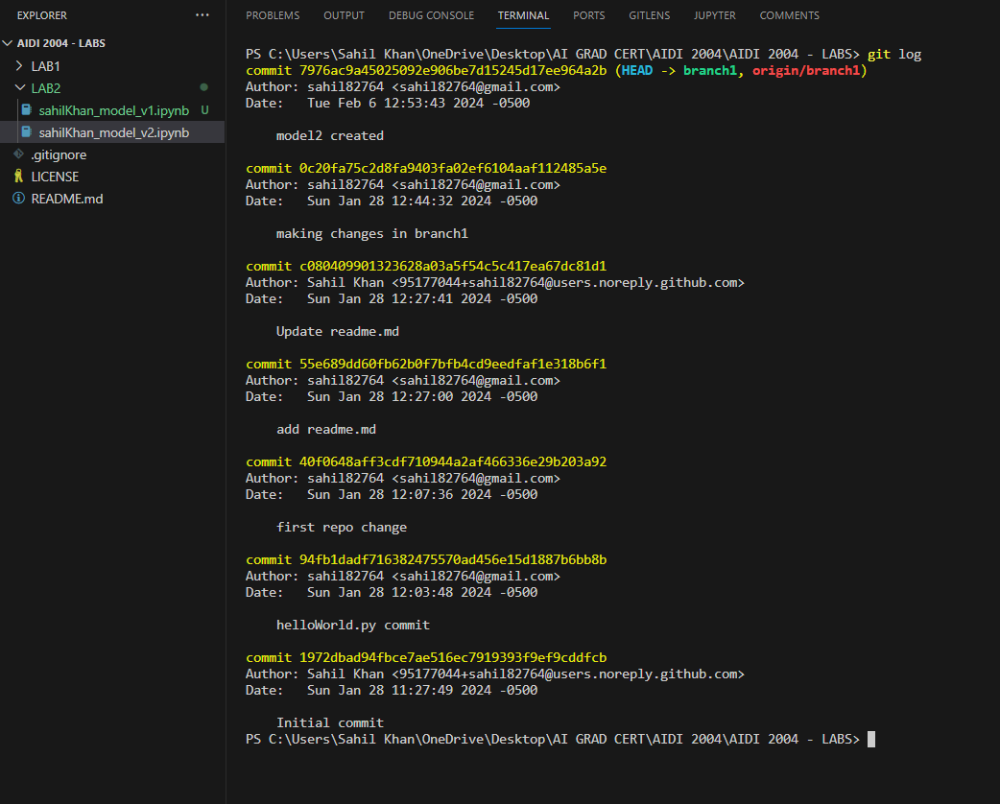 EXPLORER
AIDI 2004 - LABS
LAB1
LAB2
sahilKhan_model_v1.ipynb U
sahilKhan_model_v2.ipynb
.gitignore
LICENSE
README.md
PROBLEMS OUTPUT DEBUG CONSOLE TERMINAL PORTS GITLENS JUPYTER COMMENTS
PS C:\Users\Sahil Khan\OneDrive\Desktop\AI GRAD CERT\AIDI 2004\AIDI 2004 - LABS> git log
commit 7976ac9a45025092e906be7d15245d17ee964a2b (HEAD -> branch1, origin/branch1)
Author: sahil82764 <sahil82764@gmail.com>
Date:   Tue Feb 6 12:53:43 2024 -0500
model2 created
commit 0c20fa75c2d8fa9403fa02ef6104aaf112485a5e
Author: sahil82764 <sahil82764@gmail.com>
Date:   Sun Jan 28 12:44:32 2024 -0500
making changes in branch1
commit c080409901323628a03a5f54c5c417ea67dc81d1
Author: Sahil Khan <95177044+sahil82764@users.noreply.github.com>
Date:   Sun Jan 28 12:27:41 2024 -0500
Update readme.md
commit 55e689dd60fb62b0f7bfb4cd9eedfaf1e318b6f1
Author: sahil82764 <sahil82764@gmail.com>
Date:   Sun Jan 28 12:27:00 2024 -0500
add readme.md
commit 40f0648aff3cdf710944a2af466336e29b203a92
Author: sahil82764 <sahil82764@gmail.com>
Date:   Sun Jan 28 12:07:36 2024 -0500
first repo change
commit 94fb1dadf716382475570ad456e15d1887b6bb8b
Author: sahil82764 <sahil82764@gmail.com>
Date:   Sun Jan 28 12:03:48 2024 -0500
helloWorld.py commit
commit 1972dbad94fbce7ae516ec7919393f9ef9cddfcb
Author: Sahil Khan <95177044+sahil82764@users.noreply.github.com>
Date:   Sun Jan 28 11:27:49 2024 -0500
Initial commit
PS C:\Users\Sahil Khan\OneDrive\Desktop\AI GRAD CERT\AIDI 2004\AIDI 2004 - LABS>